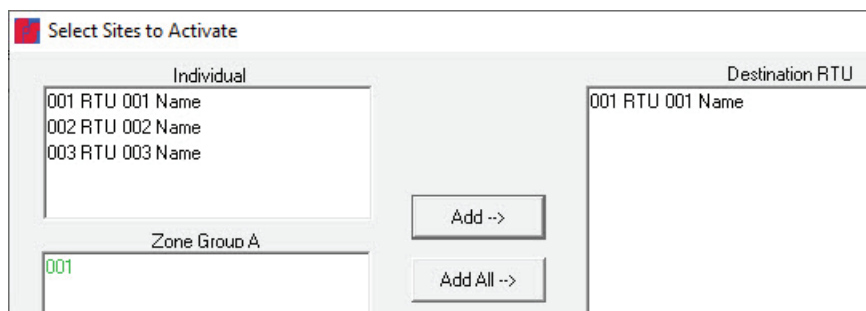 Select Sites to Activate
Individual
001 RTU 001 Name
002 RTU 002 Name
003 RTU 003 Name
Zone Group A
001
Add -->
Add All -->
Destination RTU
001 RTU 001 Name